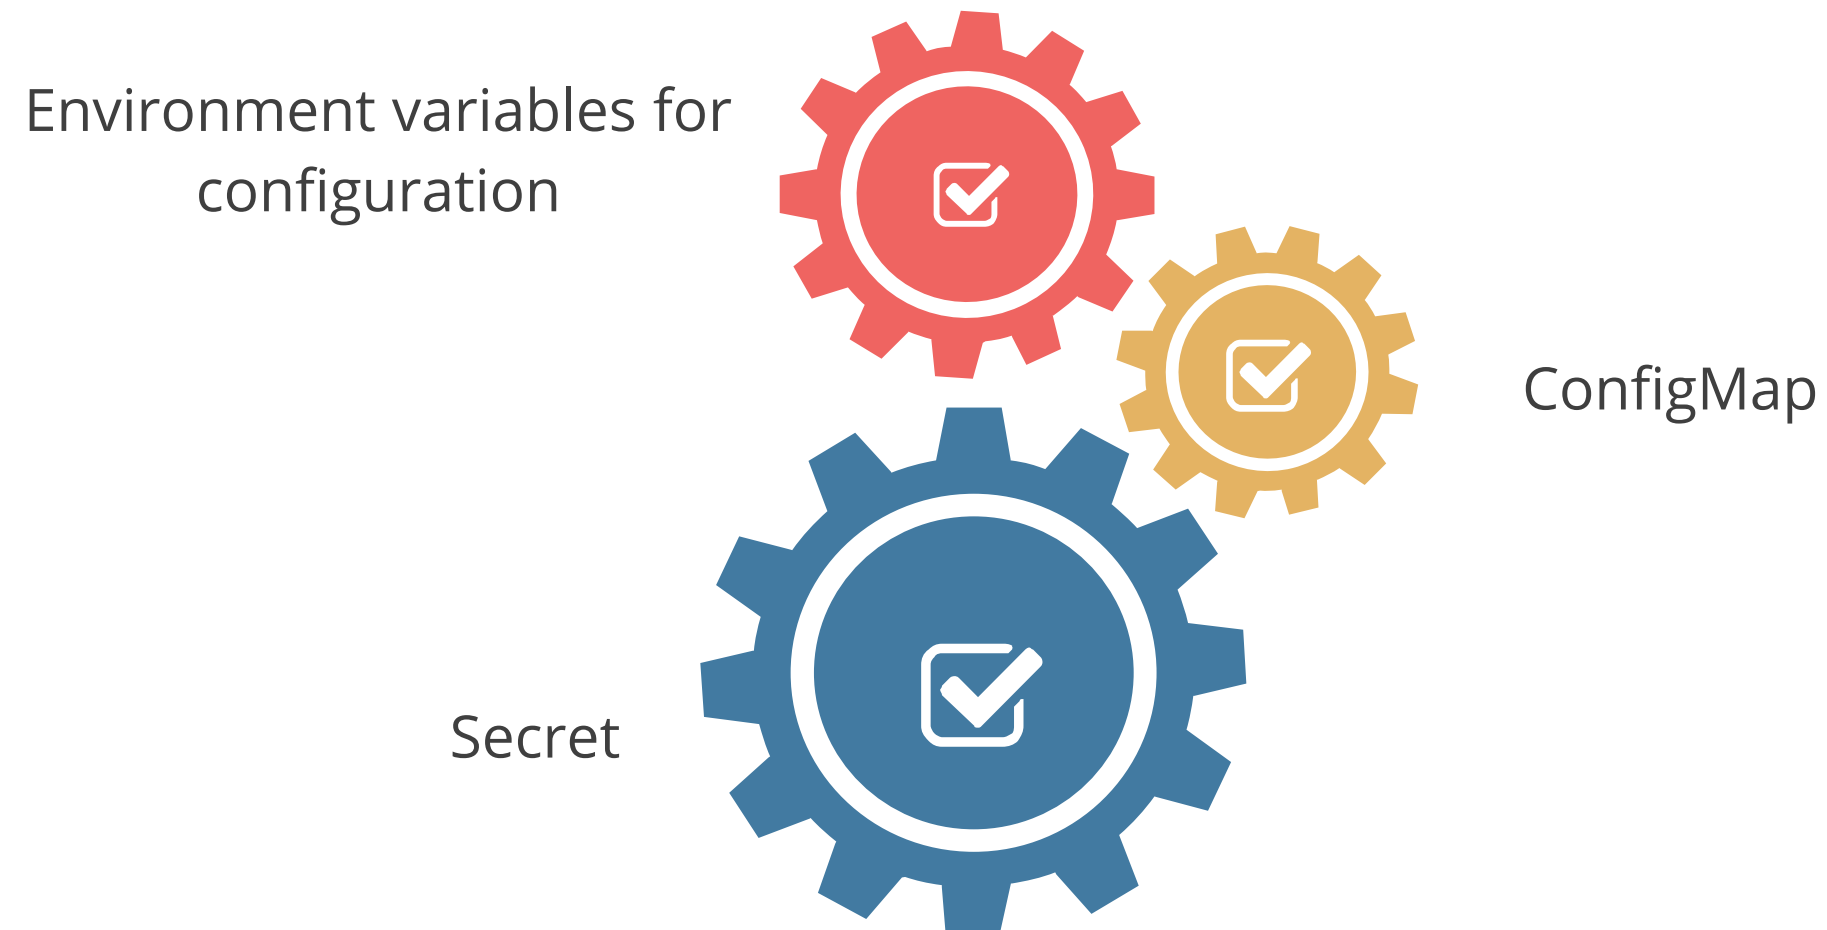 Environment variables for
configuration
ConfigMap
Secret